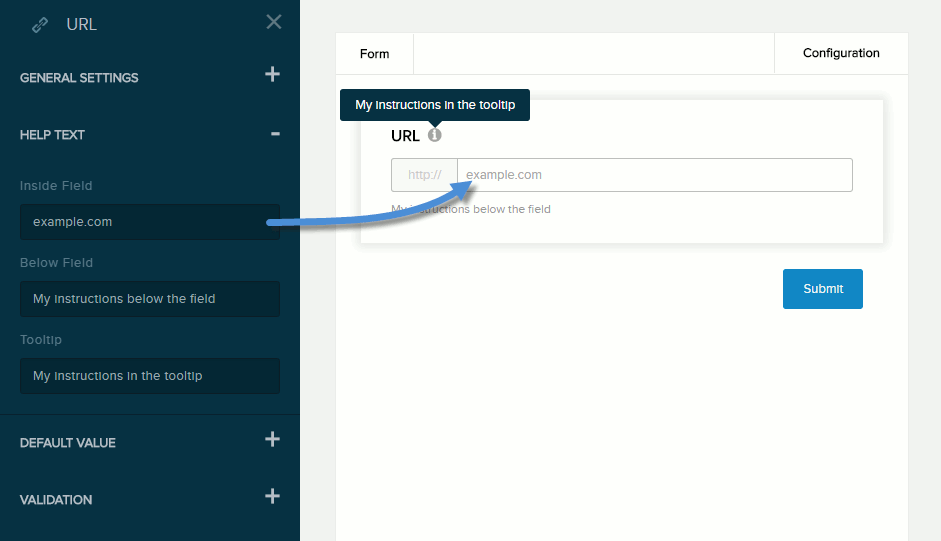 URL
GENERAL SETTINGS
HELP TEXT
Inside Field
example.com
Below Field
My instructions below the field
Tooltip
My instructions in the tooltip
DEFAULT VALUE
VALIDATION
Form
Configuration
My instructions in the tooltip
URL
http://
example.com
My instructions below the field
Submit